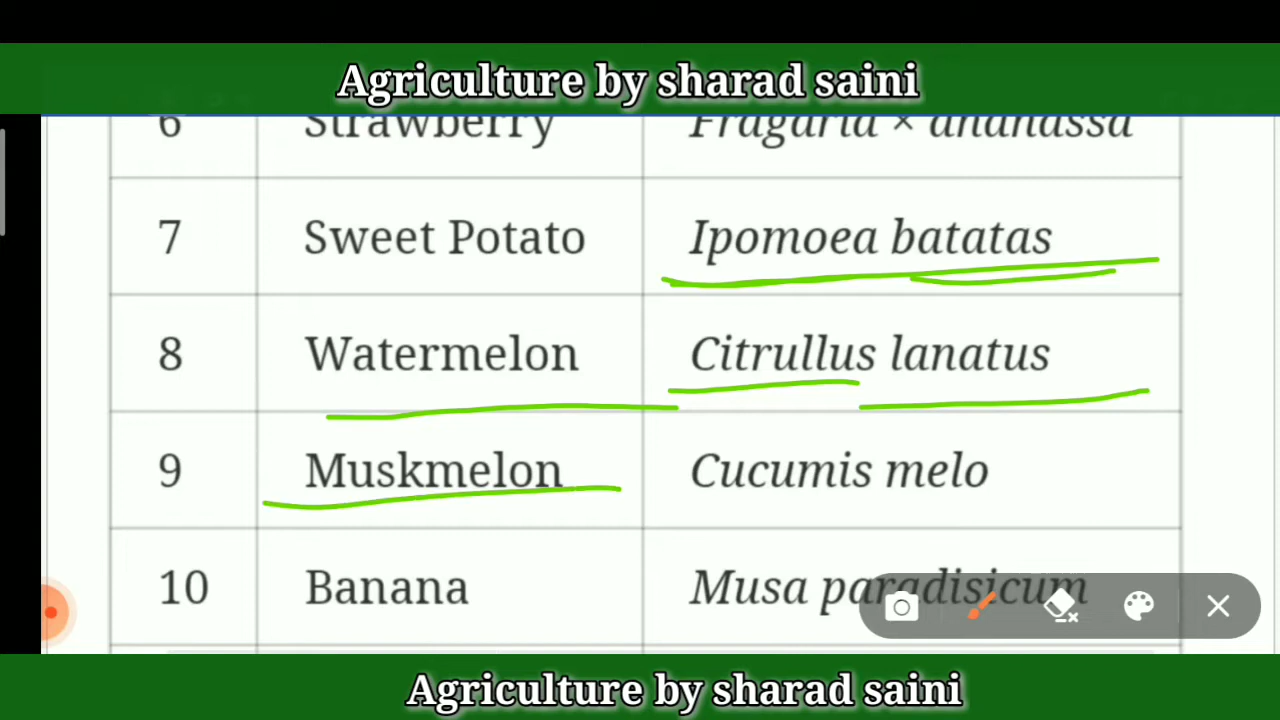 Agriculture by sharad saini
6 Strawberry Fragaria × ananassa
7 Sweet Potato Ipomoea batatas
8 Watermelon Citrullus lanatus
9 Muskmelon Cucumis melo
10 Banana Musa paradisicum
Agriculture by sharad saini